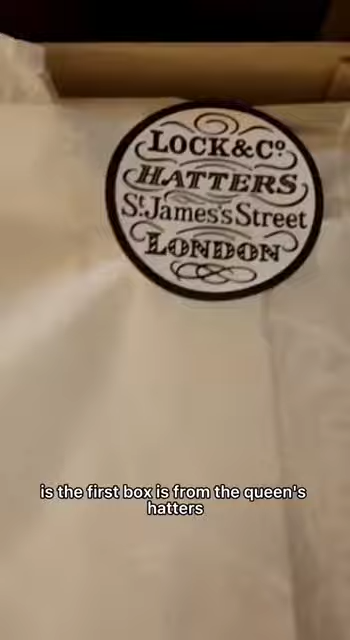 LOCK & Cº
HATTERS
St. James's Street
LONDON
is the first box is from the queen's
hatters